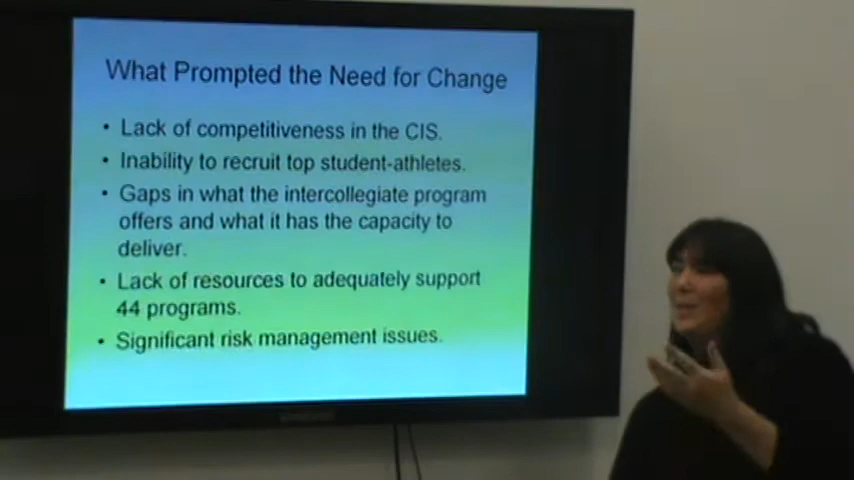 What Prompted the Need for Change
• Lack of competitiveness in the CIS.
• Inability to recruit top student-athletes.
• Gaps in what the intercollegiate program
offers and what it has the capacity to
deliver.
• Lack of resources to adequately support
44 programs.
• Significant risk management issues.